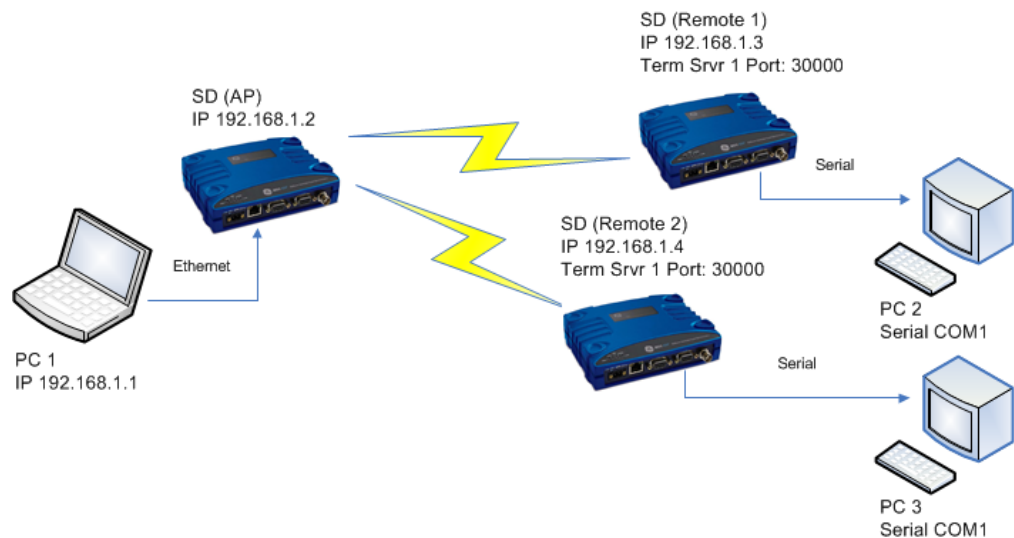 SD (Remote 1)
IP 192.168.1.3
Term Srvr 1 Port: 30000
SD (AP)
IP 192.168.1.2
Serial
Ethernet
SD (Remote 2)
IP 192.168.1.4
Term Srvr 1 Port: 30000
PC 2
Serial COM1
PC 1
IP 192.168.1.1
Serial
PC 3
Serial COM1